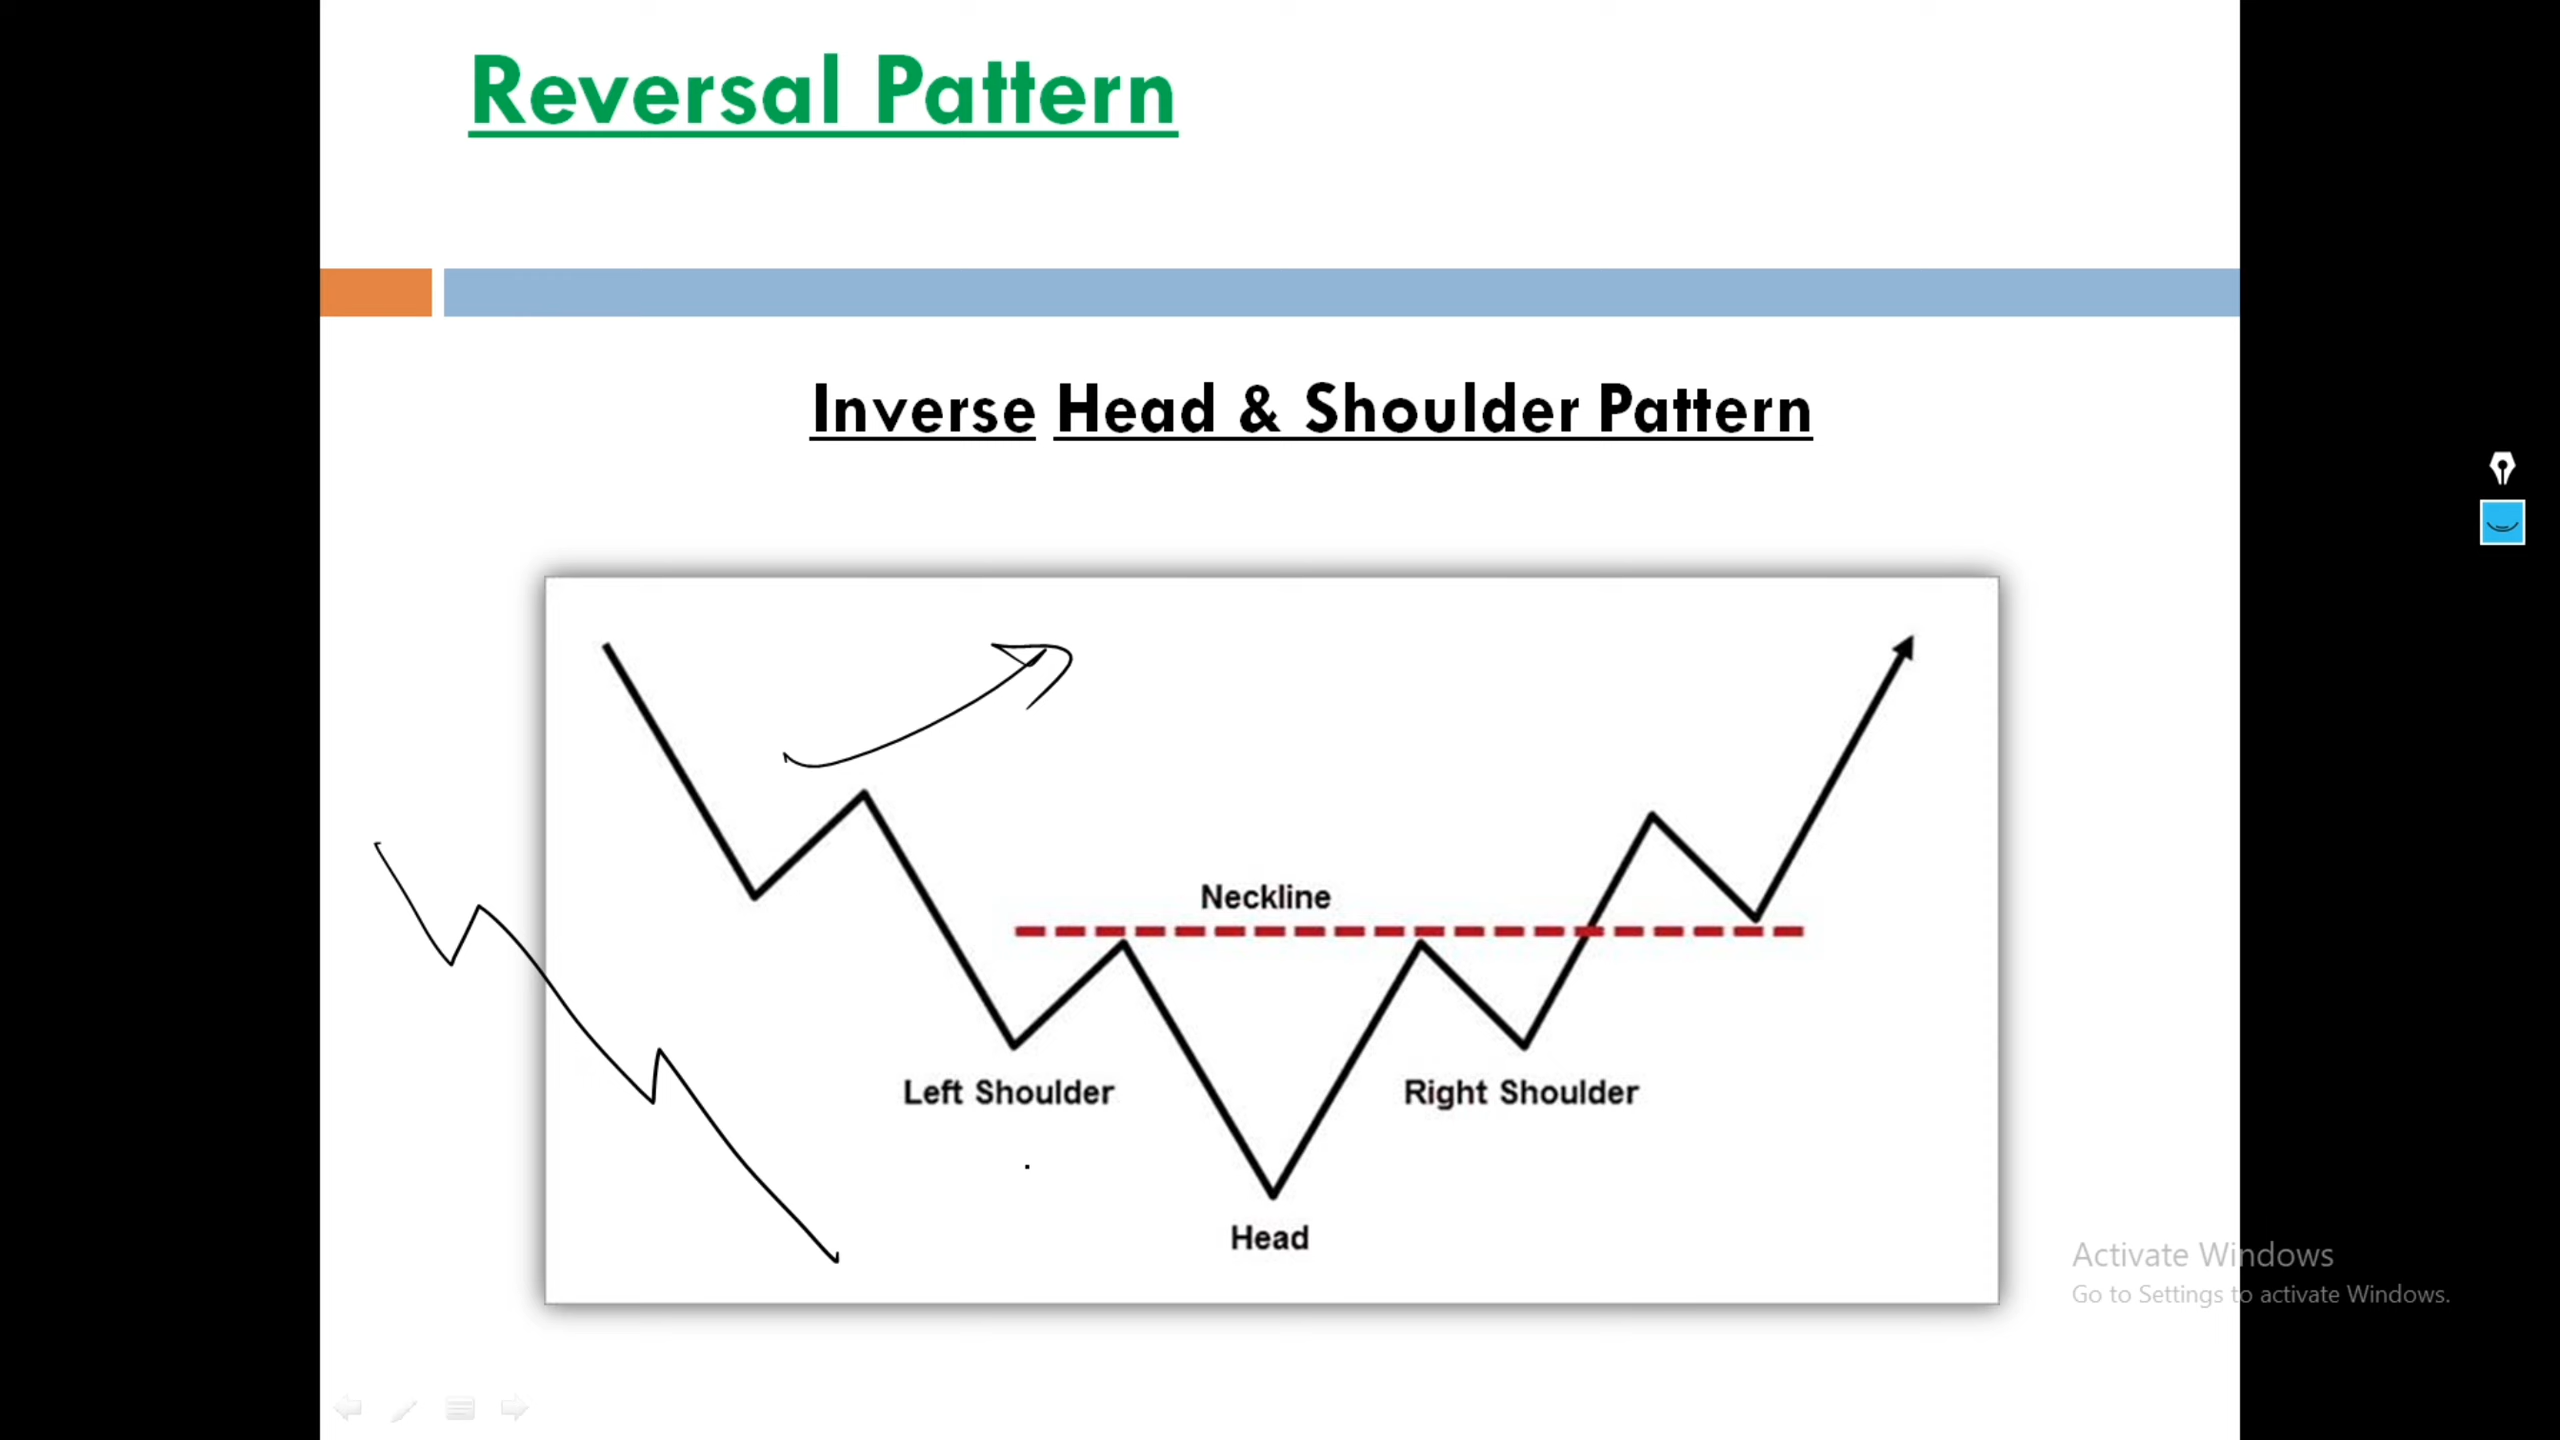 Reversal Pattern
Inverse Head & Shoulder Pattern
Neckline
Left Shoulder
Right Shoulder
Head
Activate Windows
Go to Settings to activate Windows.